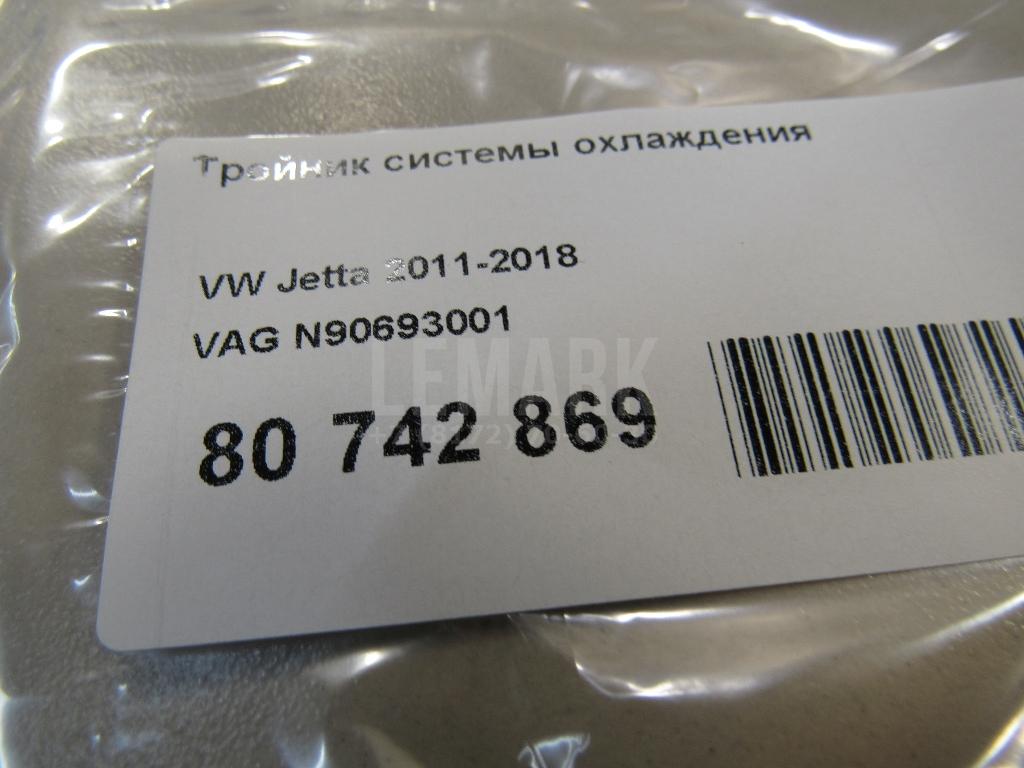 Тройник системы охлаждения
VW Jetta 2011-2018
VAG N90693001
LEMARK
80 742 869